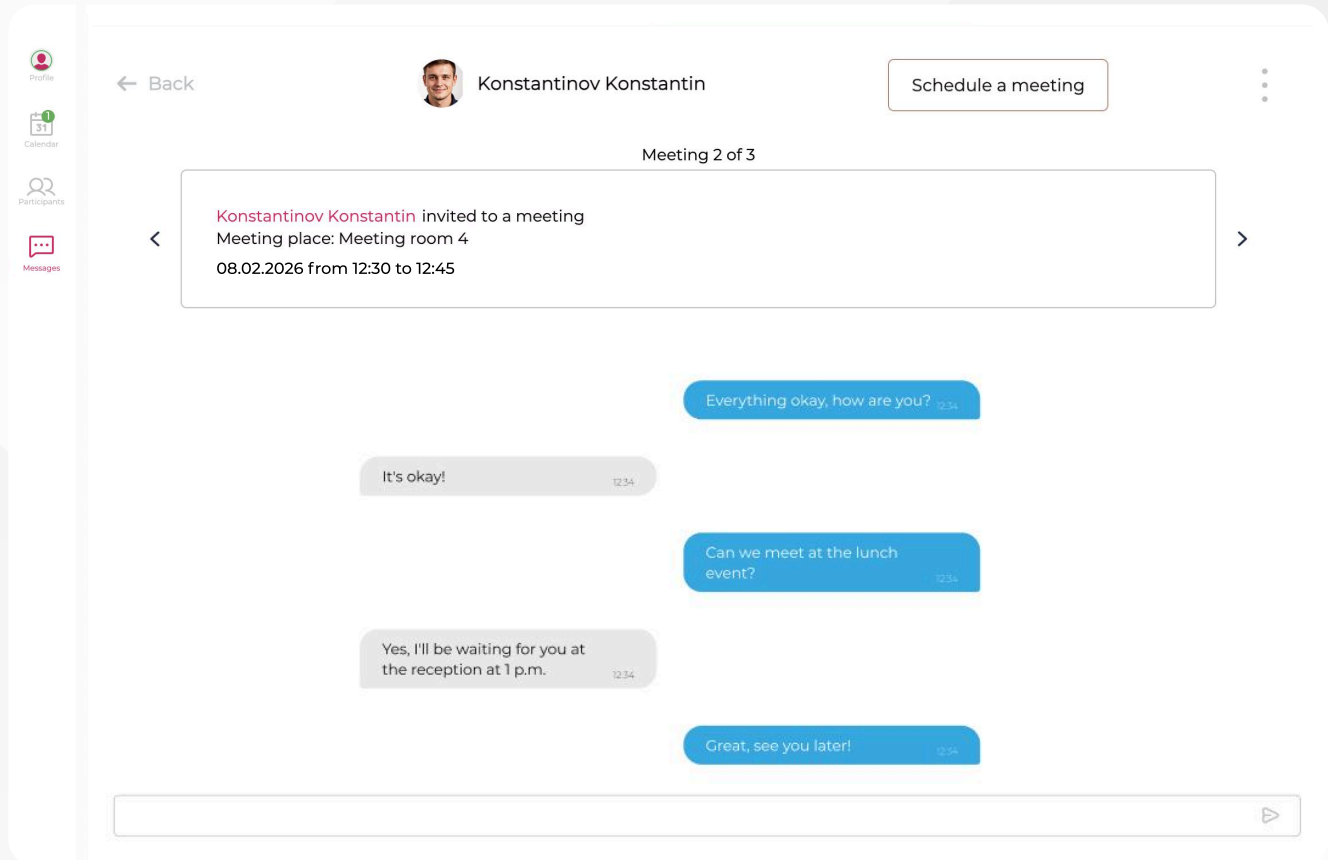 Profile
1
31
Calendar
Participants
Messages
Back
Konstantinov Konstantin
Schedule a meeting
Meeting 2 of 3
Konstantinov Konstantin invited to a meeting
Meeting place: Meeting room 4
08.02.2026 from 12:30 to 12:45
Everything okay, how are you? 12:34
It's okay! 12:34
Can we meet at the lunch
event? 12:34
Yes, I'll be waiting for you at
the reception at 1 p.m. 12:34
Great, see you later! 12:34